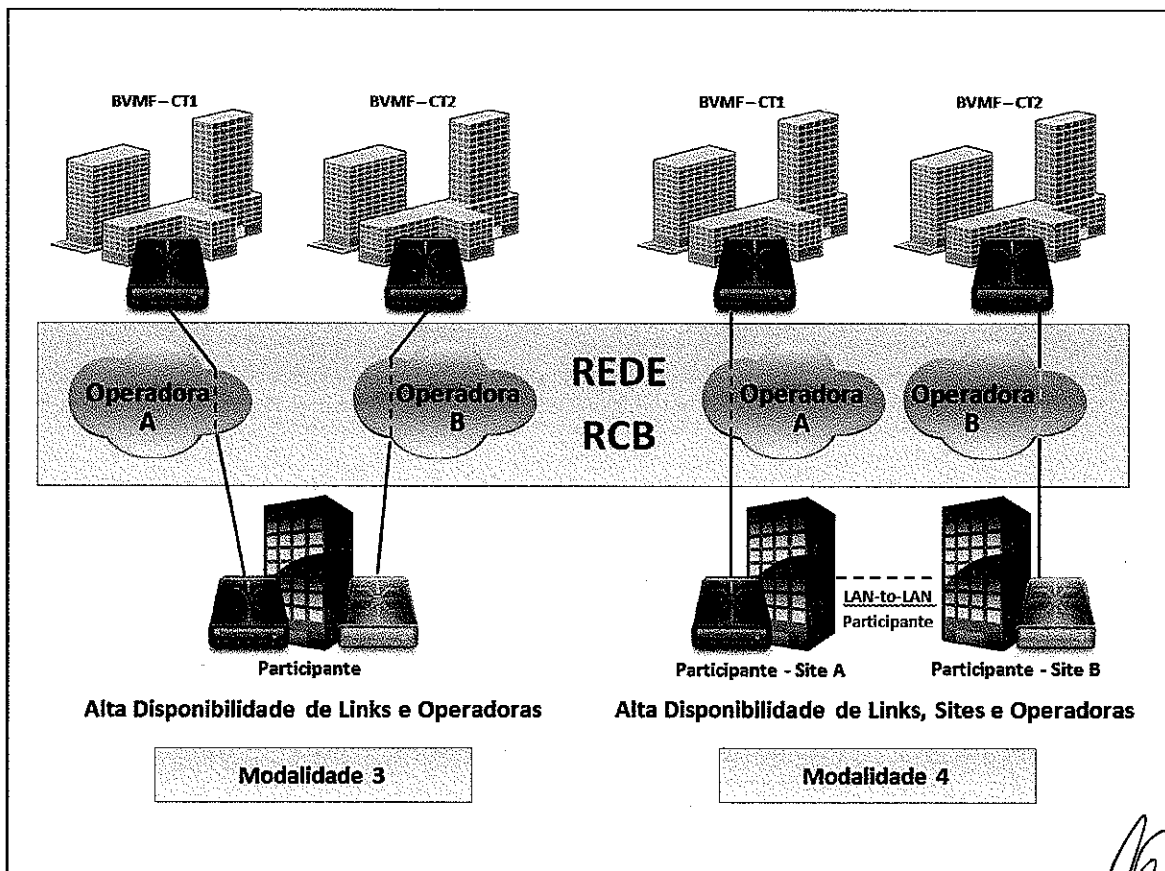 BVMF – CT1
BVMF – CT2
BVMF – CT1
BVMF – CT2
Operadora
A
Operadora
B
REDE
RCB
Operadora
A
Operadora
B
LAN-to-LAN
Participante
Participante
Participante - Site A
Participante - Site B
Alta Disponibilidade de Links e Operadoras
Alta Disponibilidade de Links, Sites e Operadoras
Modalidade 3
Modalidade 4